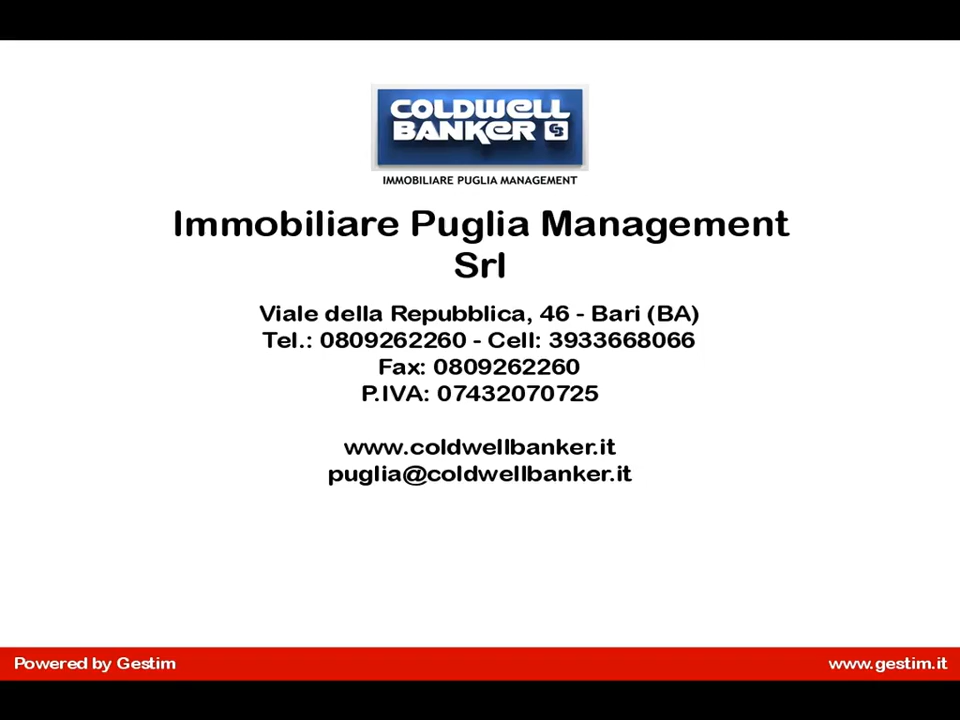 COLDWELL
BANKER CB
IMMOBILIARE PUGLIA MANAGEMENT
Immobiliare Puglia Management
Srl
Viale della Repubblica, 46 - Bari (BA)
Tel.: 0809262260 - Cell: 3933668066
Fax: 0809262260
P.IVA: 07432070725
www.coldwellbanker.it
puglia@coldwellbanker.it
Powered by Gestim www.gestim.it